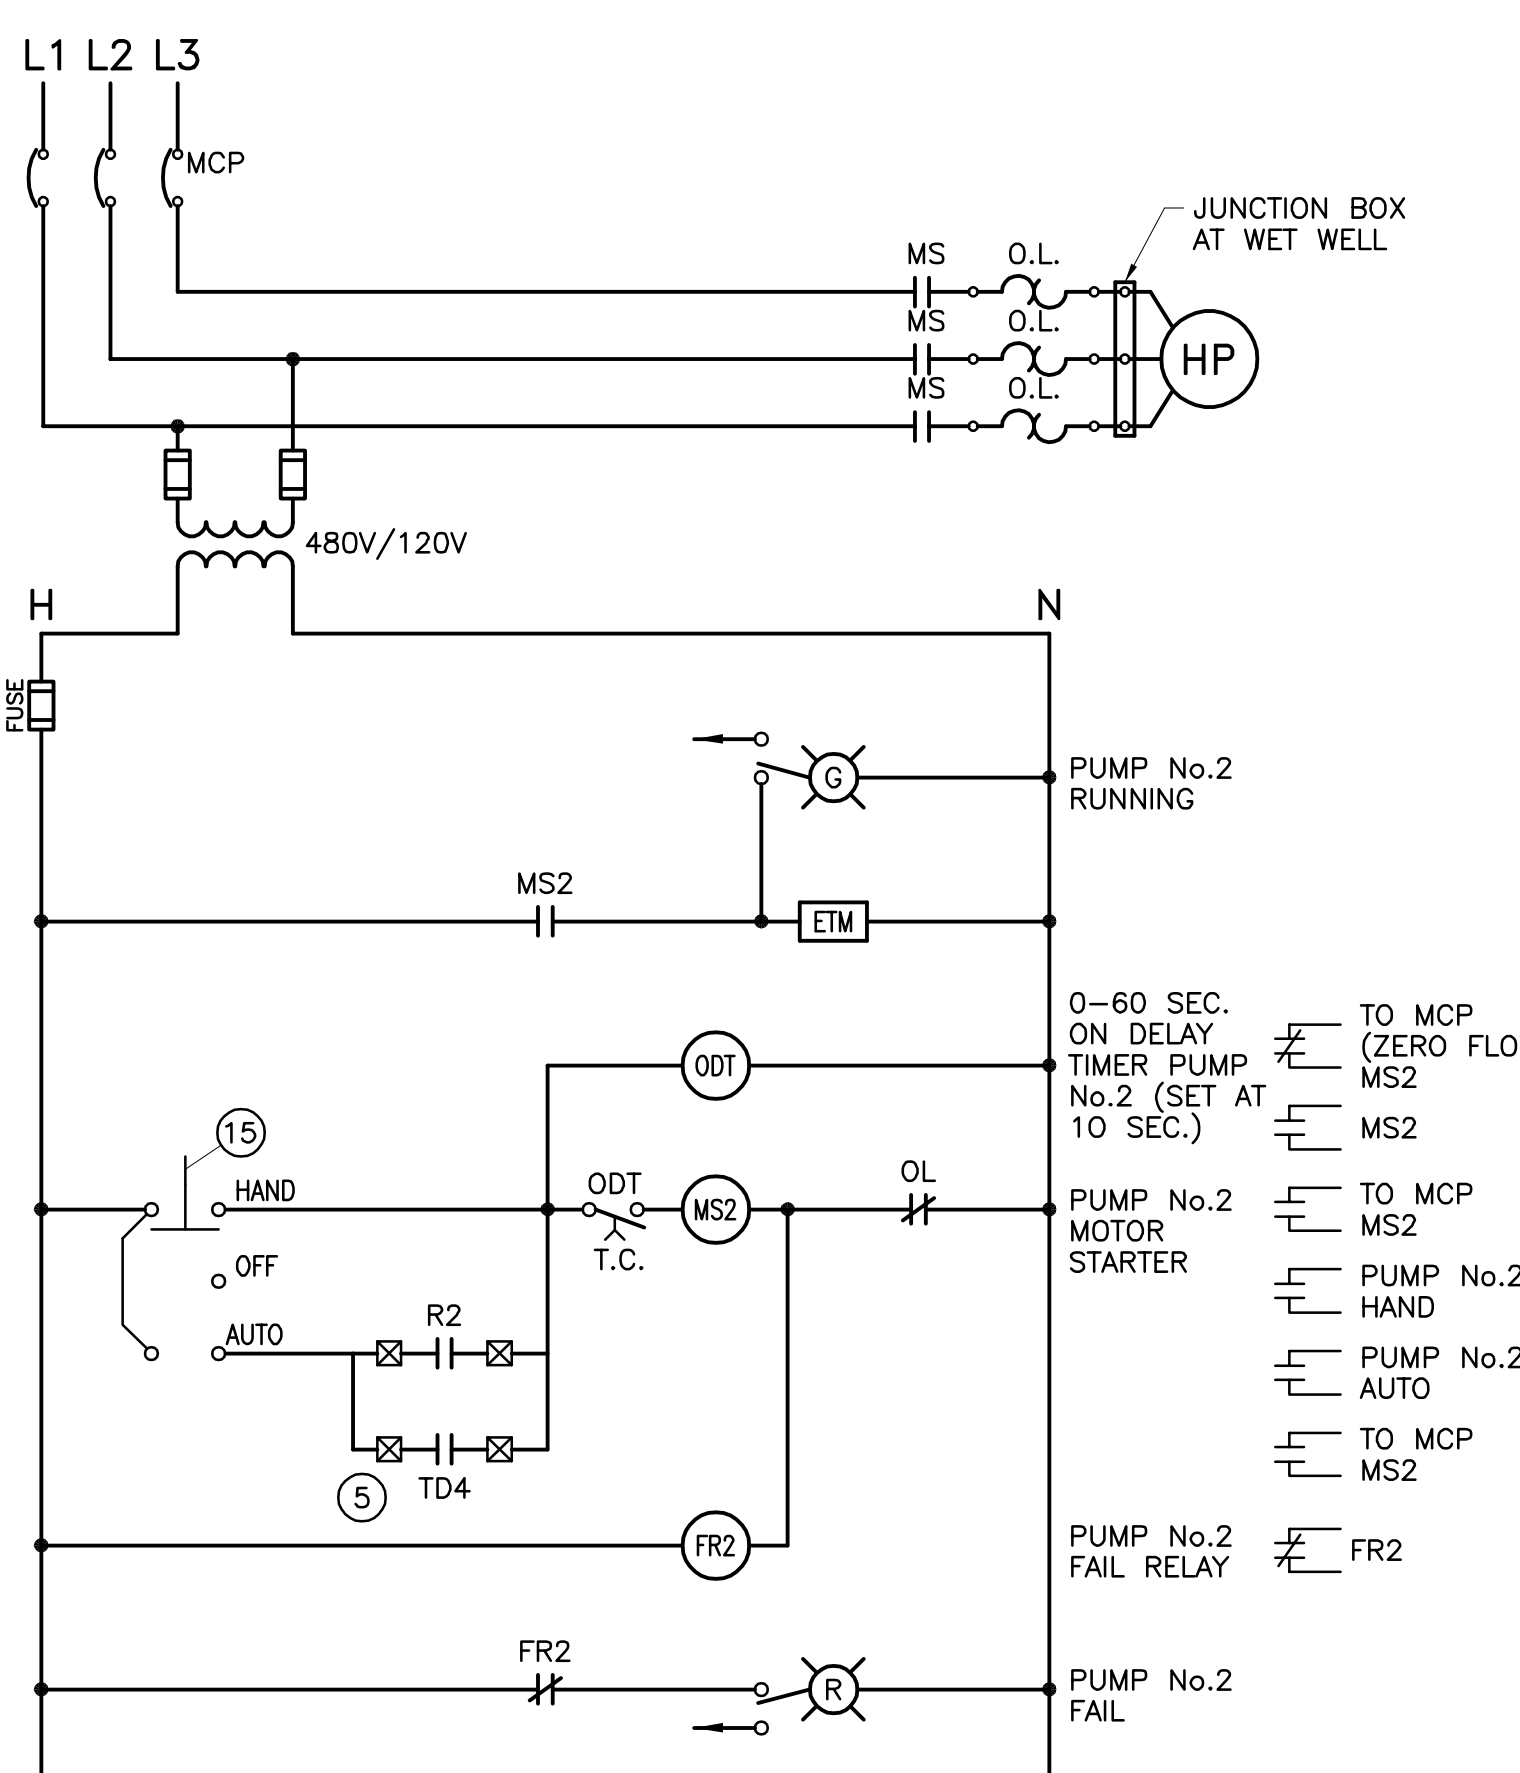 L1 L2 L3
MCP
JUNCTION BOX
AT WET WELL
MS O.L.
MS O.L.
HP
MS O.L.
480V/120V
H N
FUSE
G
PUMP No.2
RUNNING
MS2
ETM
0-60 SEC.
ON DELAY
TIMER PUMP
No.2 (SET AT
10 SEC.)
ODT
TO MCP
(ZERO FLO
MS2
MS2
15
HAND
ODT
T.C.
MS2
OL
PUMP No.2
MOTOR
STARTER
TO MCP
MS2
OFF
PUMP No.2
HAND
AUTO
R2
PUMP No.2
AUTO
5
TD4
TO MCP
MS2
FR2
PUMP No.2
FAIL RELAY
FR2
FR2
R
PUMP No.2
FAIL